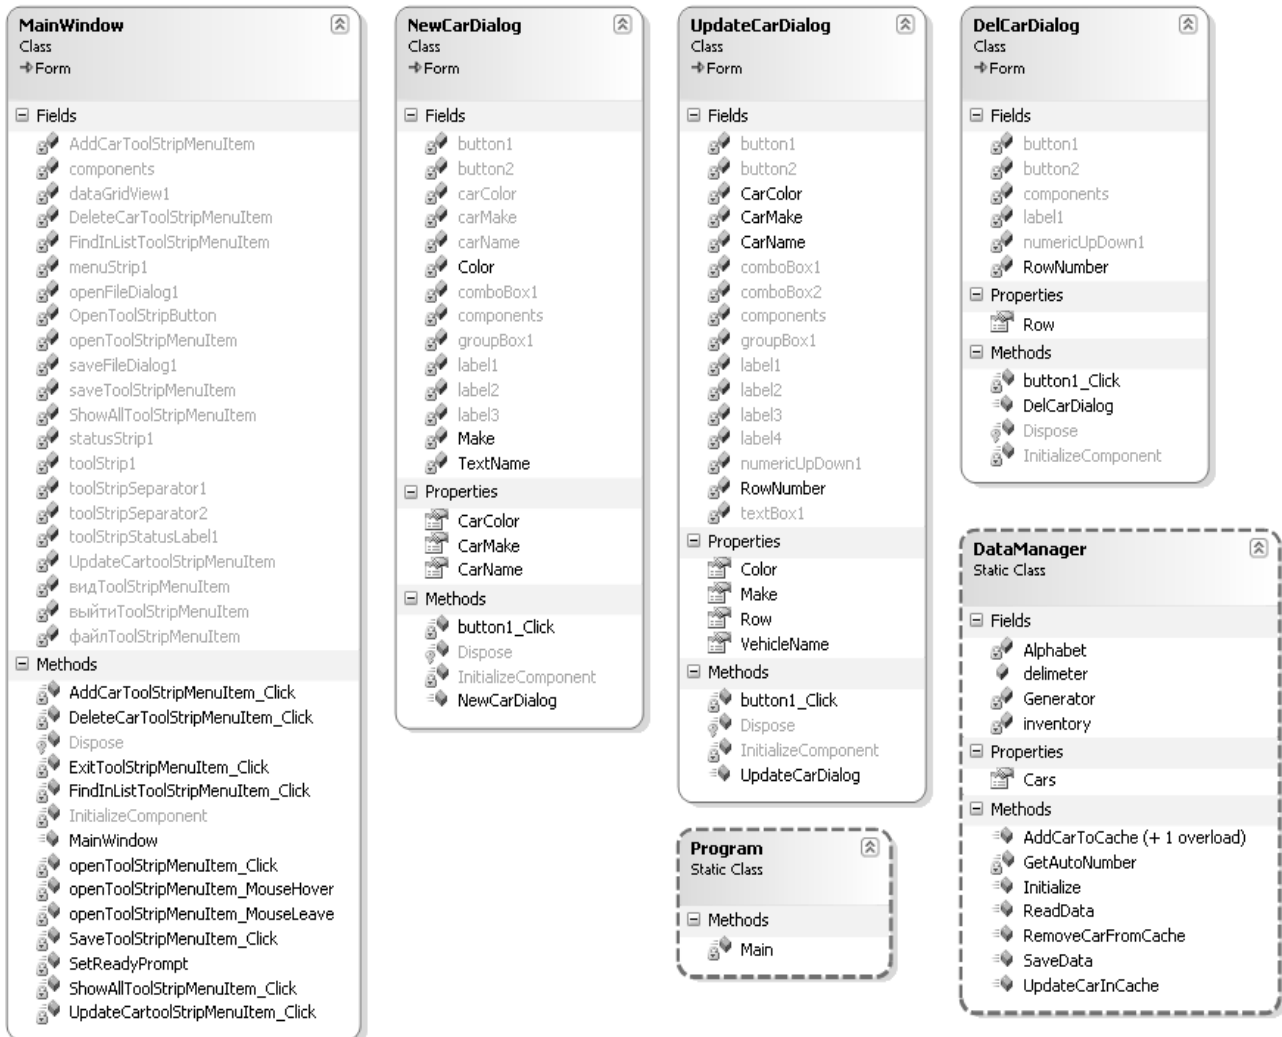 MainWindow
Class
Form
Fields
AddCarToolStripMenuItem
components
dataGridView1
DeleteCarToolStripMenuItem
FindInListToolStripMenuItem
menuStrip1
openFileDialog1
OpenToolStripButton
openToolStripMenuItem
saveFileDialog1
saveToolStripMenuItem
ShowAllToolStripMenuItem
statusStrip1
toolStrip1
toolStripSeparator1
toolStripSeparator2
toolStripStatusLabel1
UpdateCartoolStripMenuItem
видToolStripMenuItem
выйтиToolStripMenuItem
файлToolStripMenuItem
Methods
AddCarToolStripMenuItem_Click
DeleteCarToolStripMenuItem_Click
Dispose
ExitToolStripMenuItem_Click
FindInListToolStripMenuItem_Click
InitializeComponent
MainWindow
openToolStripMenuItem_Click
openToolStripMenuItem_MouseHover
openToolStripMenuItem_MouseLeave
SaveToolStripMenuItem_Click
SetReadyPrompt
ShowAllToolStripMenuItem_Click
UpdateCartoolStripMenuItem_Click
NewCarDialog
Class
Form
Fields
button1
button2
carColor
carMake
carName
Color
comboBox1
components
groupBox1
label1
label2
label3
Make
TextName
Properties
CarColor
CarMake
CarName
Methods
button1_Click
Dispose
InitializeComponent
NewCarDialog
UpdateCarDialog
Class
Form
Fields
button1
button2
CarColor
CarMake
CarName
comboBox1
comboBox2
components
groupBox1
label1
label2
label3
label4
numericUpDown1
RowNumber
textBox1
Properties
Color
Make
Row
VehicleName
Methods
button1_Click
Dispose
InitializeComponent
UpdateCarDialog
Program
Static Class
Methods
Main
DelCarDialog
Class
Form
Fields
button1
button2
components
label1
numericUpDown1
RowNumber
Properties
Row
Methods
button1_Click
DelCarDialog
Dispose
InitializeComponent
DataManager
Static Class
Fields
Alphabet
delimeter
Generator
inventory
Properties
Cars
Methods
AddCarToCache (+ 1 overload)
GetAutoNumber
Initialize
ReadData
RemoveCarFromCache
SaveData
UpdateCarInCache